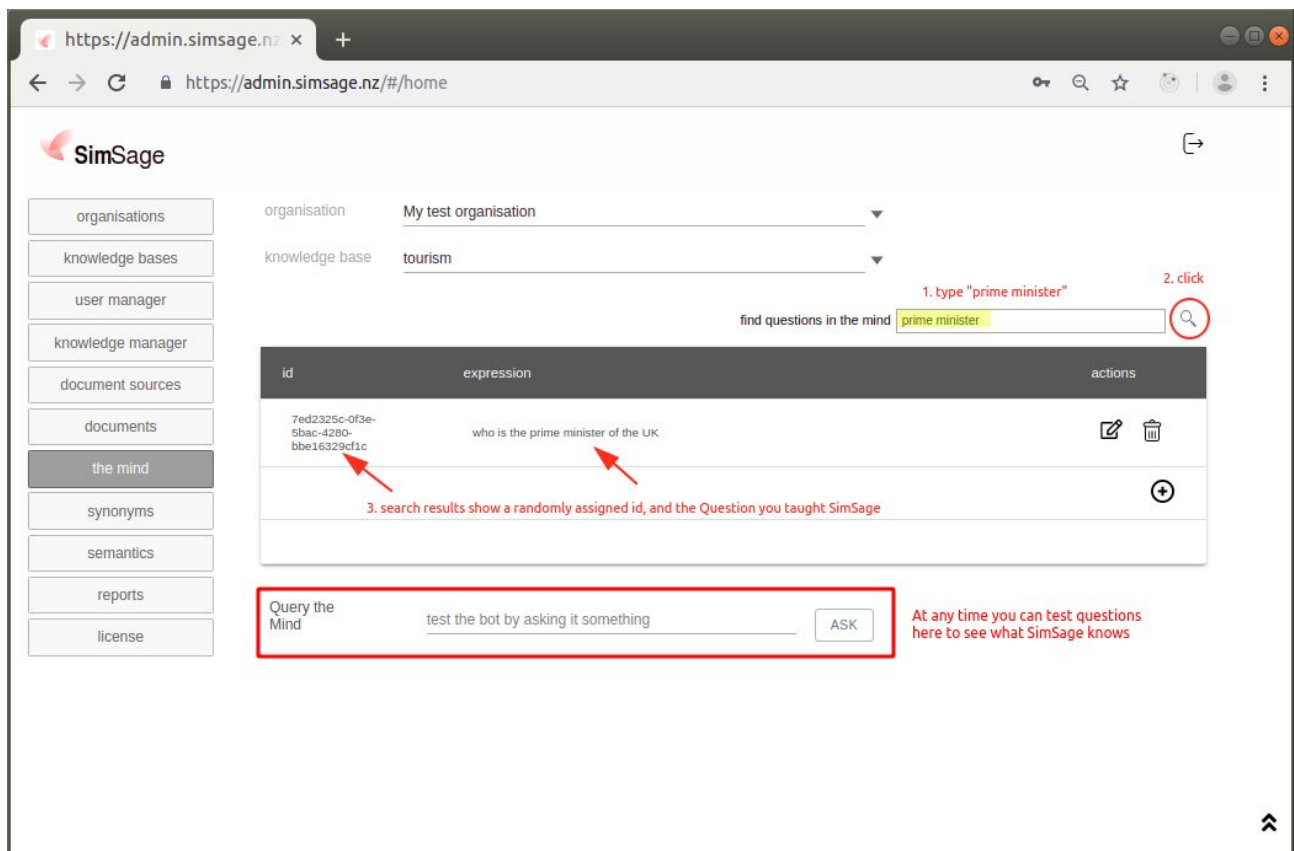 https://admin.simsage.nz
https://admin.simsage.nz/#/home
SimSage
organisations
knowledge bases
user manager
knowledge manager
document sources
documents
the mind
synonyms
semantics
reports
license
organisation My test organisation
knowledge base tourism
1. type "prime minister"
2. click
find questions in the mind prime minister
id expression actions
7ed2325c-0f3e-
5bac-4280-
bbe16329cf1c
who is the prime minister of the UK
3. search results show a randomly assigned id, and the Question you taught SimSage
Query the
Mind
test the bot by asking it something
ASK
At any time you can test questions
here to see what SimSage knows